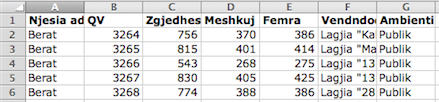 A B C D E F G
1 Njesia ad QV Zgjedhes Meshkuj Femra Vendndod Ambienti
2 Berat 3264 756 370 386 Lagjia "Ka Publik
3 Berat 3265 815 401 414 Lagjia "Ma Publik
4 Berat 3266 543 268 275 Lagjia "13 Publik
5 Berat 3267 830 405 425 Lagjia "13 Publik
6 Berat 3268 774 388 386 Lagjia "28 Publik